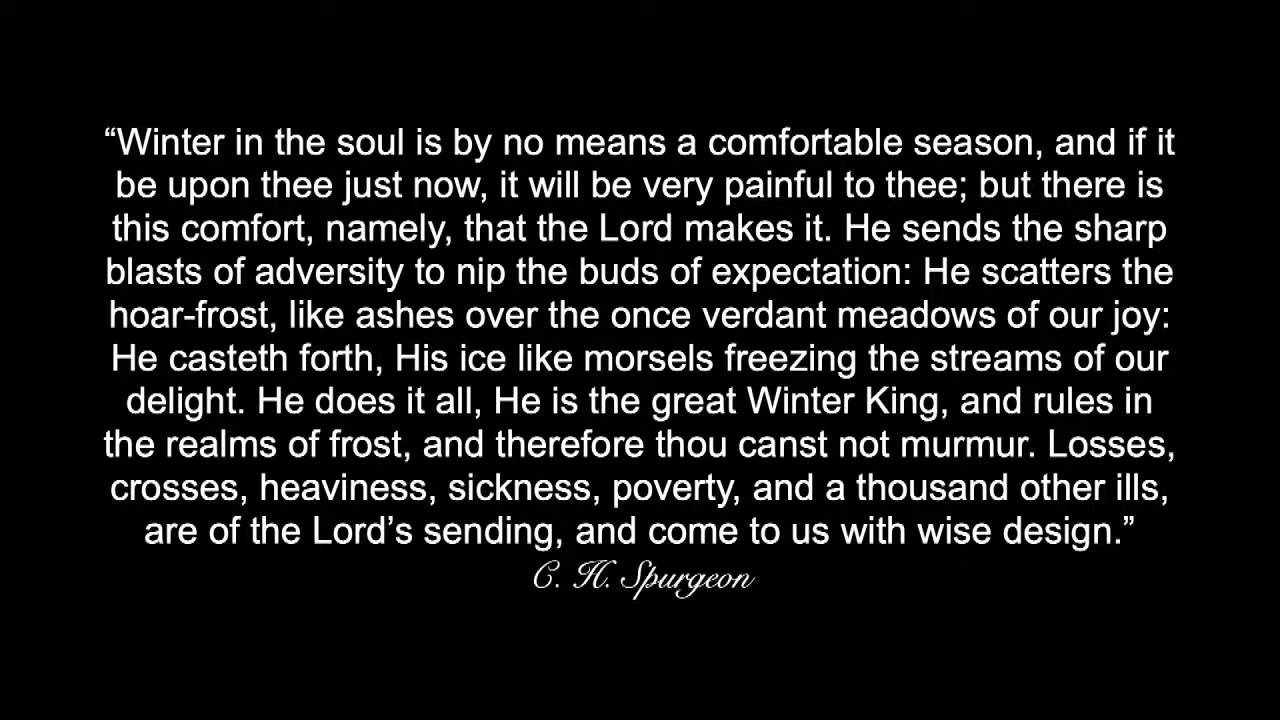 “Winter in the soul is by no means a comfortable season, and if it
be upon thee just now, it will be very painful to thee; but there is
this comfort, namely, that the Lord makes it. He sends the sharp
blasts of adversity to nip the buds of expectation: He scatters the
hoar-frost, like ashes over the once verdant meadows of our joy:
He casteth forth, His ice like morsels freezing the streams of our
delight. He does it all, He is the great Winter King, and rules in
the realms of frost, and therefore thou canst not murmur. Losses,
crosses, heaviness, sickness, poverty, and a thousand other ills,
are of the Lord’s sending, and come to us with wise design.”
C. H. Spurgeon